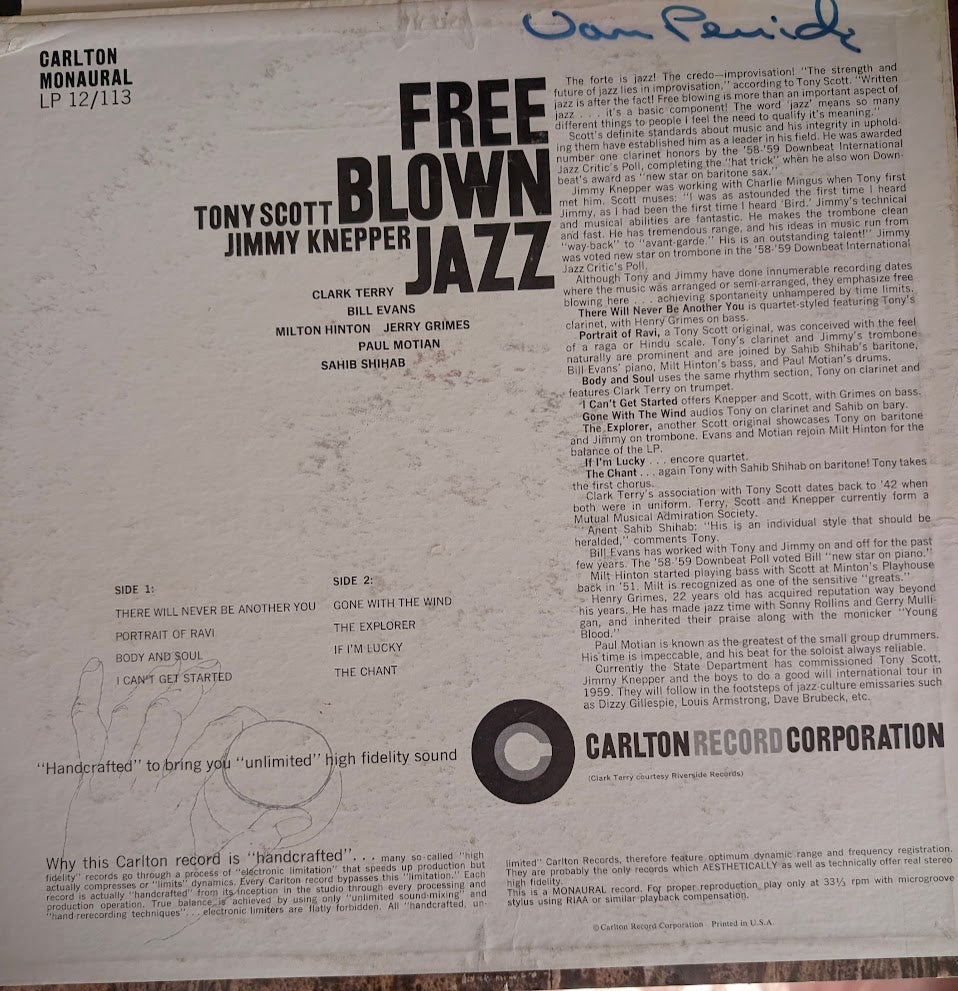 Van
CARLTON
MONAURAL
LP 12/113
FREE
BLOWN
JAZZ
TONY SCOTT
JIMMY KNEPPER
CLARK TERRY
BILL EVANS
MILTON HINTON JERRY GRIMES
PAUL MOTIAN
SAHIB SHIHAB
The forte is jazz! The credo—improvisation! "The strength and
future of jazz lies in improvisation," according to Tony Scott. "Written
jazz is after the fact! Free blowing is more than an important aspect of
jazz . . . it's a basic component! The word 'jazz' means so many
different things to people I feel the need to qualify it's meaning."
Scott's definite standards about music and his integrity in uphold-
ing them have established him as a leader in his field. He was awarded
number one clarinet honors by the '58-'59 Downbeat International
Jazz Critic's Poll, completing the "hat trick" when he also won Down-
beat's award as "new star on baritone sax."
Jimmy Knepper was working with Charlie Mingus when Tony first
met him. Scott muses: "I was as astounded the first time I heard
Jimmy, as I had been the first time I heard 'Bird.' Jimmy's technical
and musical abilities are fantastic. He makes the trombone clean
and fast. He has tremendous range, and his ideas in music run from
"way-back" to "avant-garde." His is an outstanding talent!" Jimmy
was voted new star on trombone in the '58-'59 Downbeat International
Jazz Critic's Poll.
Although Tony and Jimmy have done innumerable recording dates
where the music was arranged or semi-arranged, they emphasize free
blowing here . . . achieving spontaneity unhampered by time limits.
There Will Never Be Another You is quartet-styled featuring Tony's
clarinet, with Henry Grimes on bass.
Portrait of Ravi, a Tony Scott original, was conceived with the feel
of a raga or Hindu scale. Tony's clarinet and Jimmy's trombone
naturally are prominent and are joined by Sahib Shihab's baritone,
Bill Evans' piano, Milt Hinton's bass, and Paul Motian's drums.
Body and Soul uses the same rhythm section, Tony on clarinet and
features Clark Terry on trumpet.
I Can't Get Started offers Knepper and Scott, with Grimes on bass.
Gone With The Wind audios Tony on clarinet and Sahib on bary.
The Explorer, another Scott original showcases Tony on baritone
and Jimmy on trombone. Evans and Motian rejoin Milt Hinton for the
balance of the LP.
If I'm Lucky . . . encore quartet.
The Chant . . . again Tony with Sahib Shihab on baritone! Tony takes
the first chorus.
Clark Terry's association with Tony Scott dates back to '42 when
both were in uniform. Terry, Scott and Knepper currently form a
Mutual Musical Admiration Society.
Anent Sahib Shihab: "His is an individual style that should be
heralded," comments Tony.
Bill Evans has worked with Tony and Jimmy on and off for the past
few years. The '58-'59 Downbeat Poll voted Bill "new star on piano."
Milt Hinton started playing bass with Scott at Minton's Playhouse
back in '51. Milt is recognized as one of the sensitive "greats."
Henry Grimes, 22 years old has acquired reputation way beyond
his years. He has made jazz time with Sonny Rollins and Gerry Mulli-
gan, and inherited their praise along with the monicker "Young
Blood."
Paul Motian is known as the greatest of the small group drummers.
His time is impeccable, and his beat for the soloist always reliable.
Currently the State Department has commissioned Tony Scott,
Jimmy Knepper and the boys to do a good will international tour in
1959. They will follow in the footsteps of jazz-culture emissaries such
as Dizzy Gillespie, Louis Armstrong, Dave Brubeck, etc.
SIDE 1:
THERE WILL NEVER BE ANOTHER YOU
PORTRAIT OF RAVI
BODY AND SOUL
I CAN'T GET STARTED
SIDE 2:
GONE WITH THE WIND
THE EXPLORER
IF I'M LUCKY
THE CHANT
"Handcrafted" to bring you "unlimited" high fidelity sound
CARLTON RECORD CORPORATION
(Clark Terry courtesy Riverside Records)
Why this Carlton record is "handcrafted" . . . many so-called "high
fidelity" records go through a process of "electronic limitation" that speeds up production but
actually compresses or "limits" dynamics. Every Carlton record bypasses this "limitation." Each
record is actually "handcrafted" from its inception in the studio through every processing and
production operation. True balance is achieved by using only "unlimited sound-mixing" and
"hand-rerecording techniques" . . . electronic limiters are flatly forbidden. All "handcrafted, un-
limited" Carlton Records, therefore feature optimum dynamic range and frequency registration.
They are probably the only records which AESTHETICALLY as well as technically offer real stereo
high fidelity.
This is a MONAURAL record. For proper reproduction play only at 33⅓ rpm with microgroove
stylus using RIAA or similar playback compensation.
©Carlton Record Corporation · Printed in U.S.A.